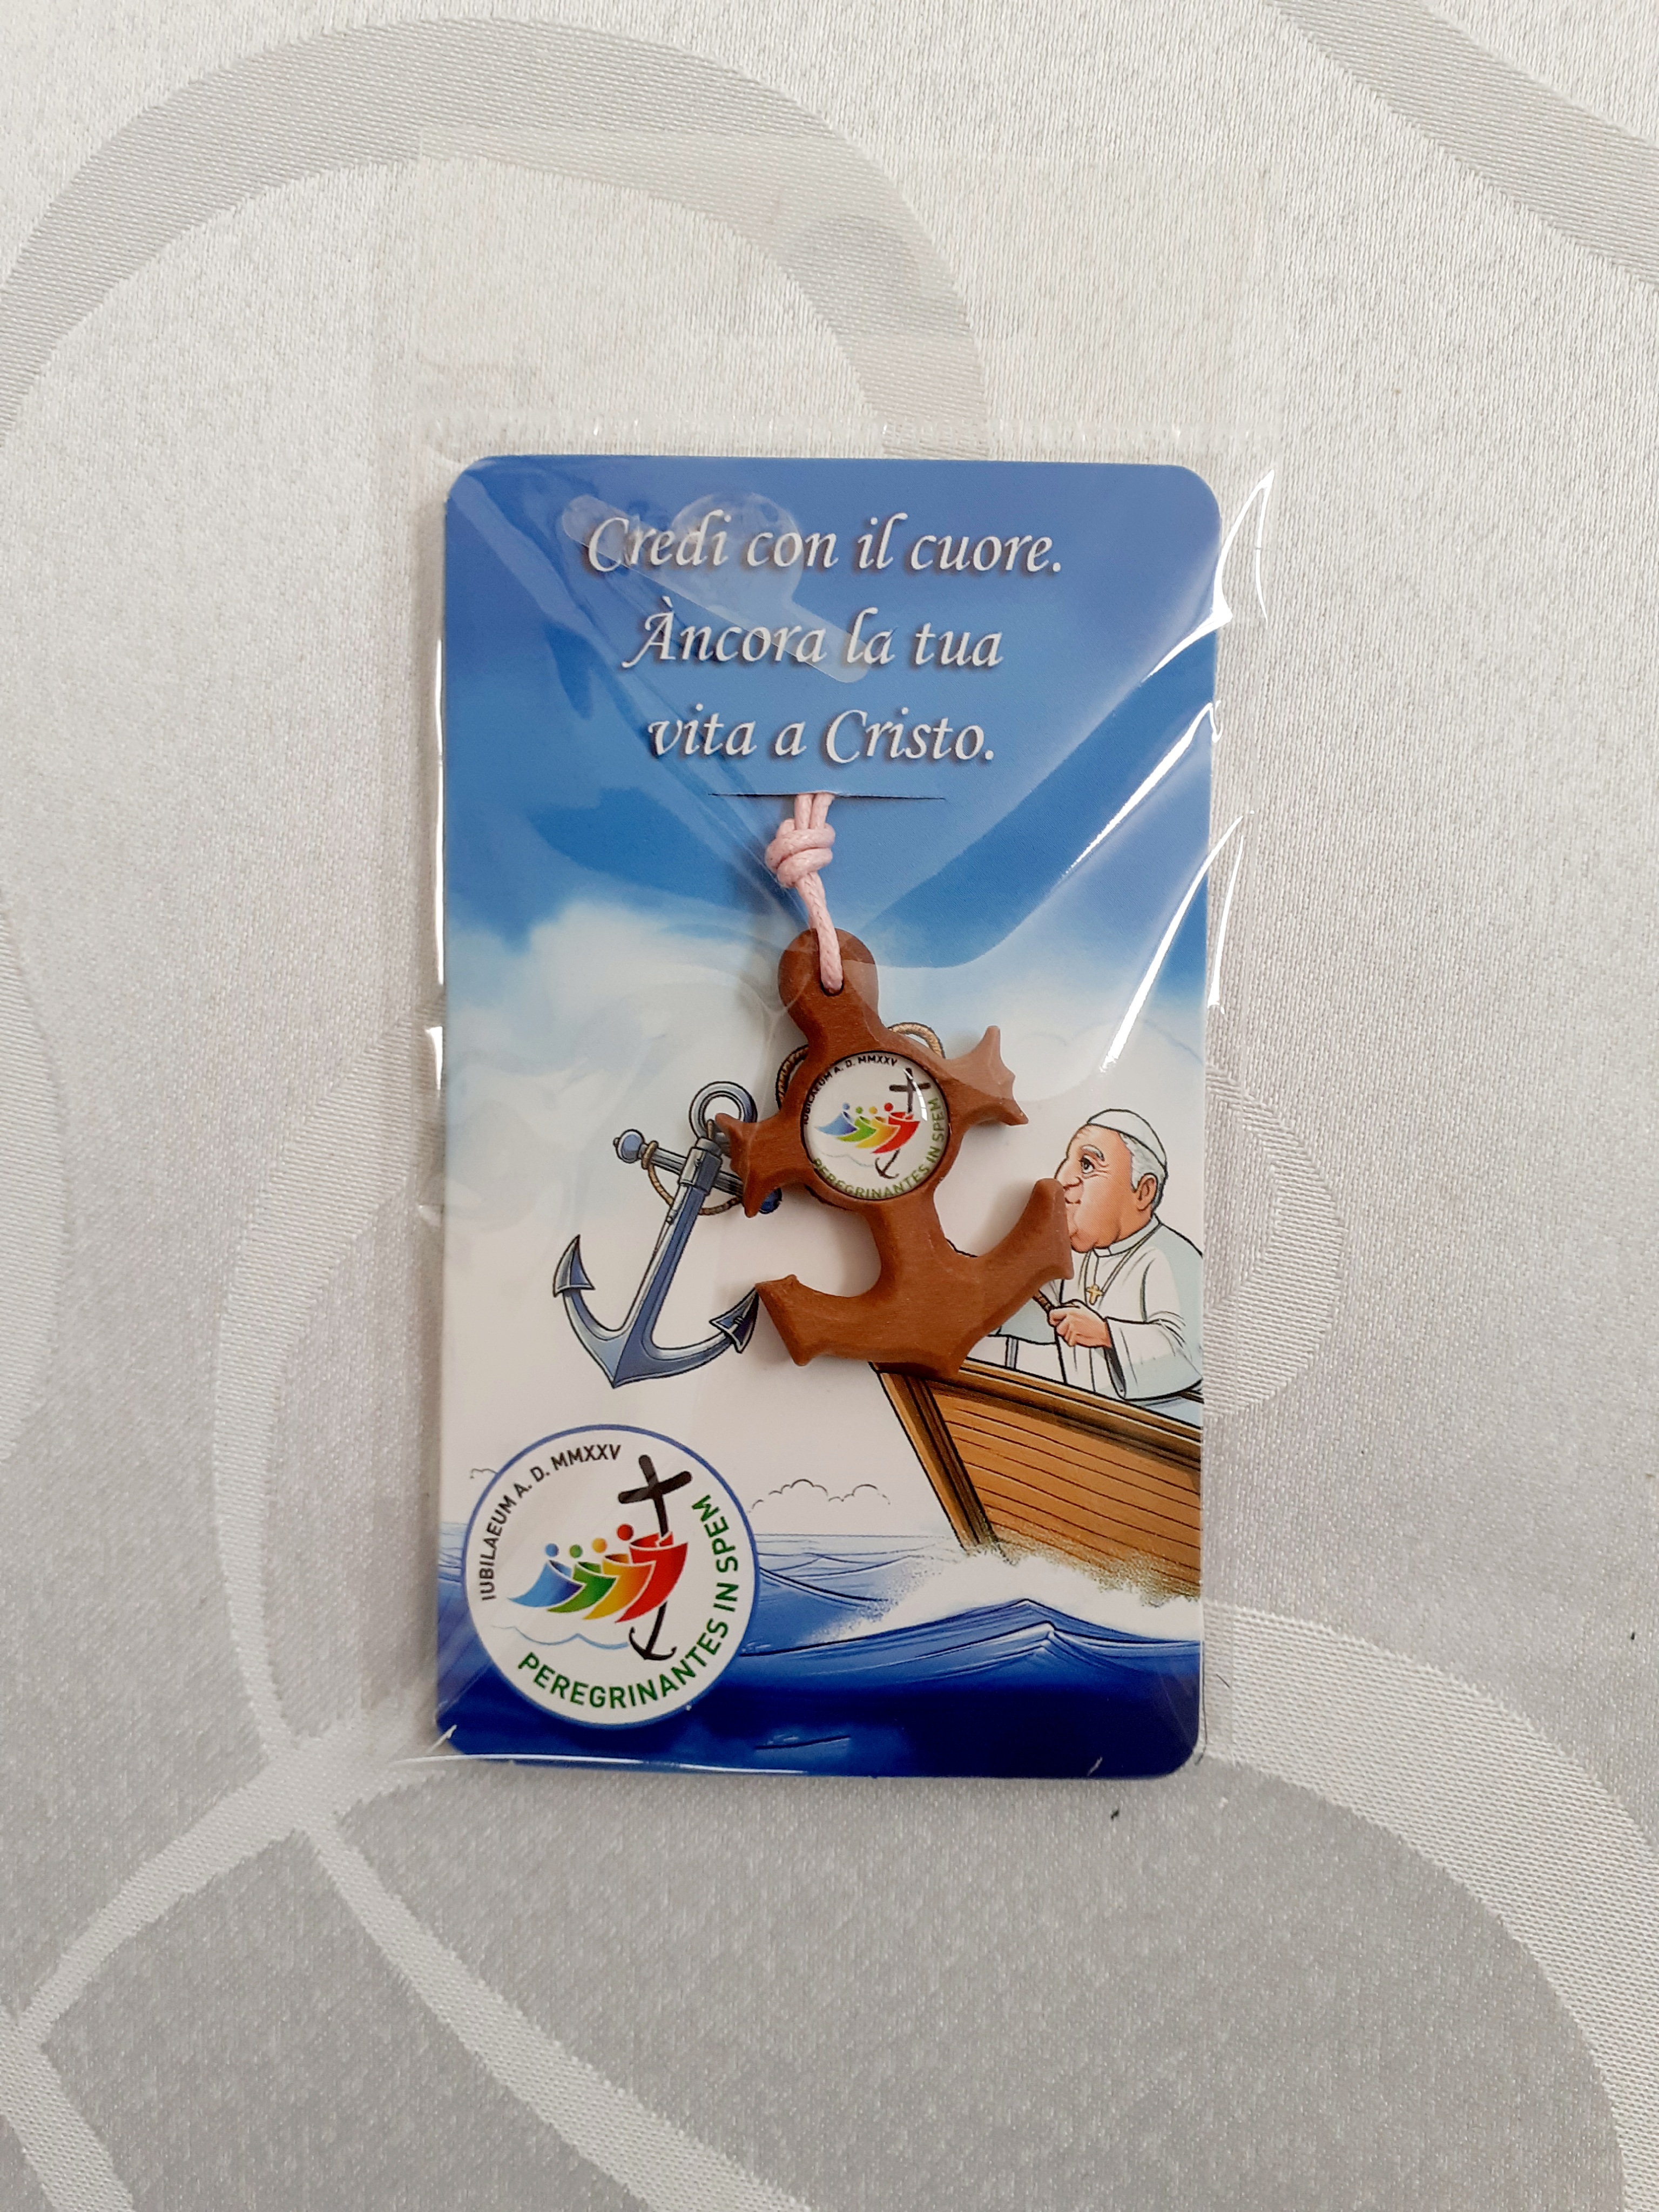 Credi con il cuore.
Àncora la tua
vita a Cristo.
IUBILAEUM A. D. MMXXV
PEREGRINANTES IN SPEM
IUBILAEUM A. D. MMXXV
PEREGRINANTES IN SPEM